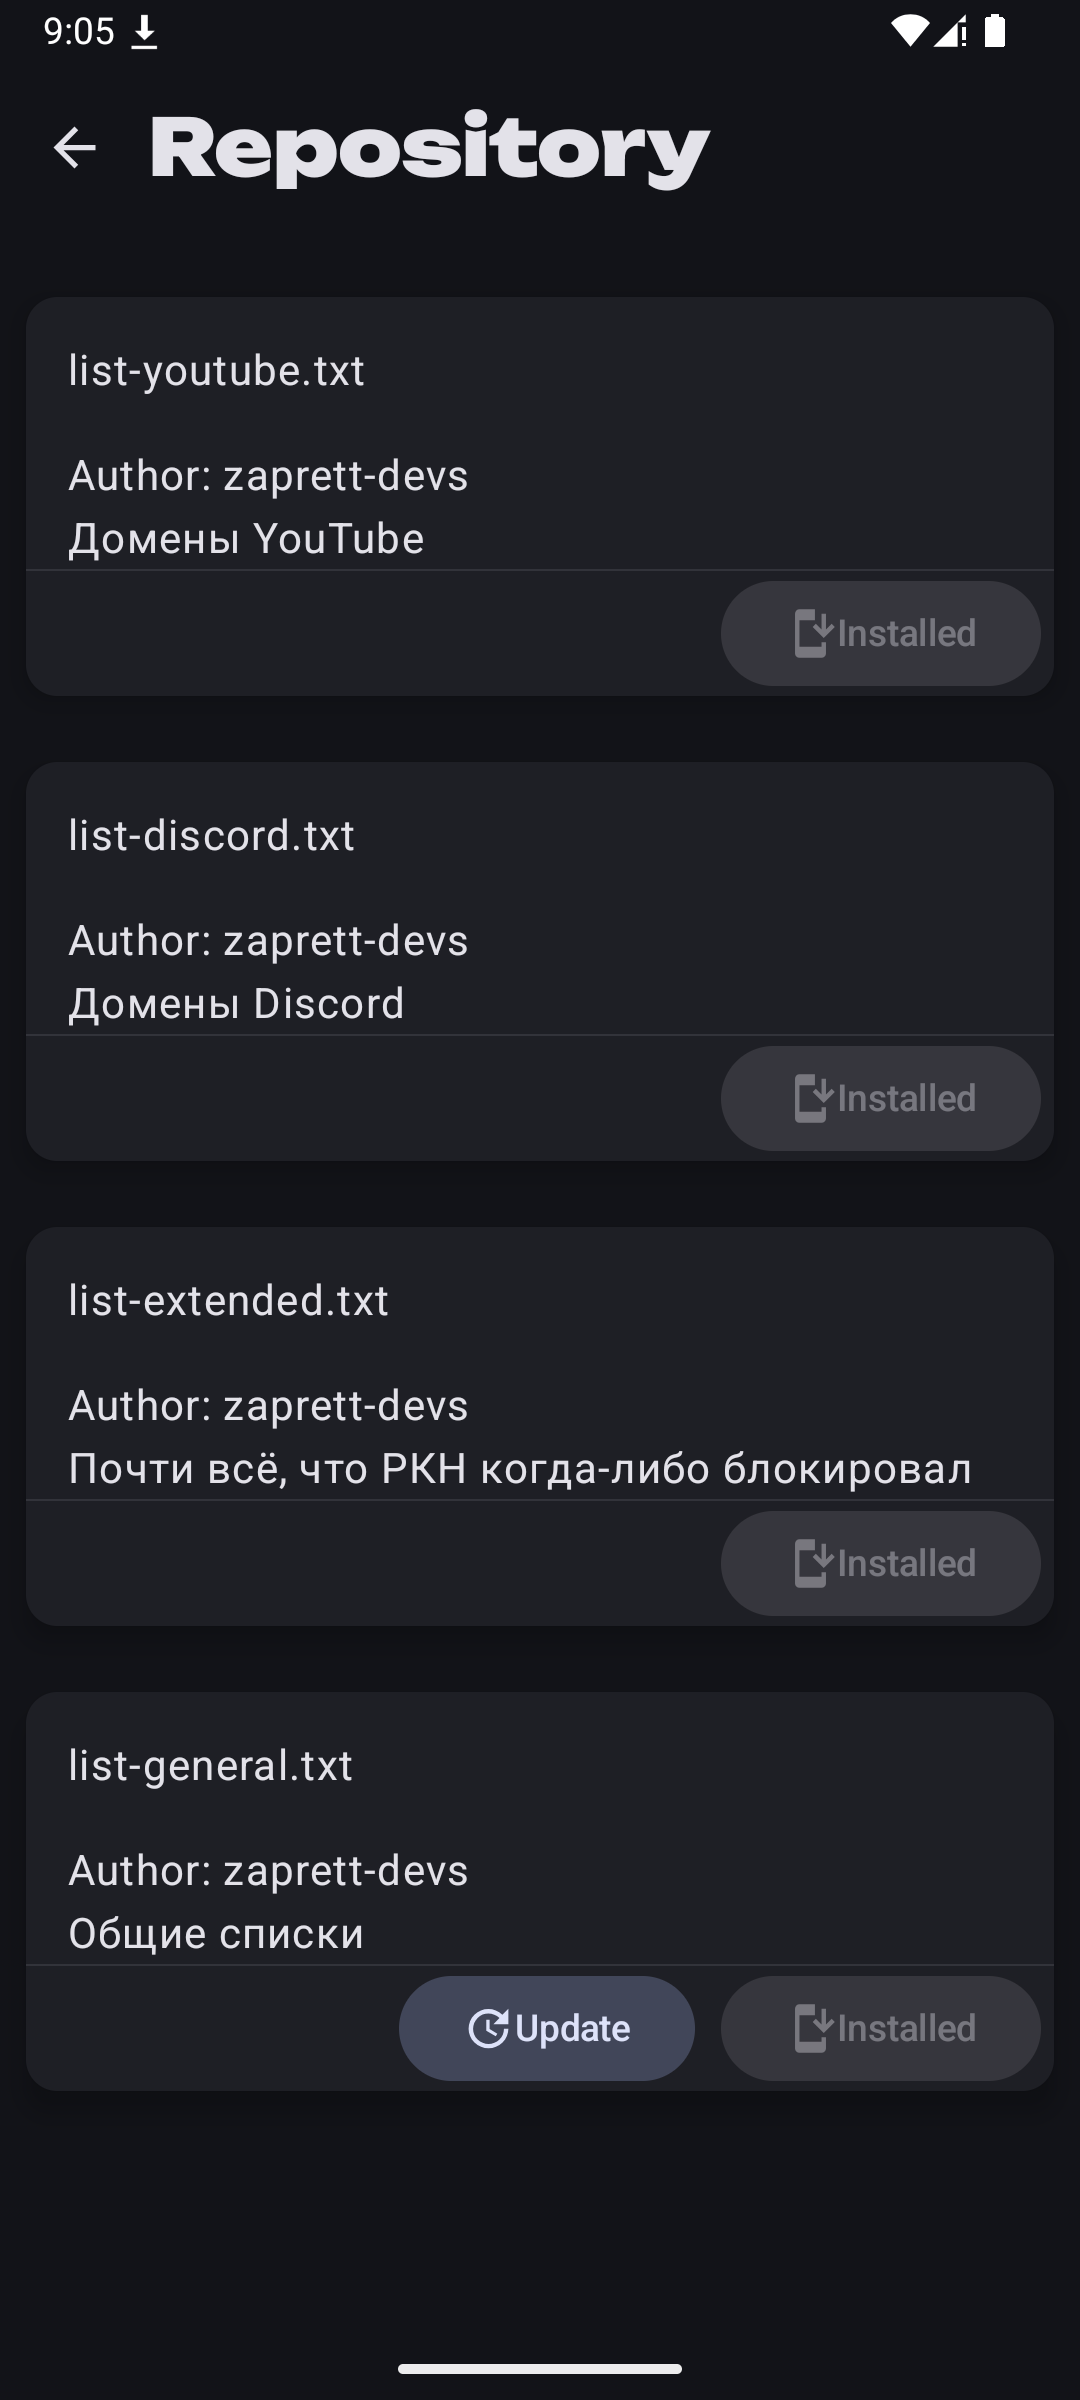 9:05
Repository
list-youtube.txt
Author: zaprett-devs
Домены YouTube
Installed
list-discord.txt
Author: zaprett-devs
Домены Discord
Installed
list-extended.txt
Author: zaprett-devs
Почти всё, что РКН когда-либо блокировал
Installed
list-general.txt
Author: zaprett-devs
Общие списки
Update Installed